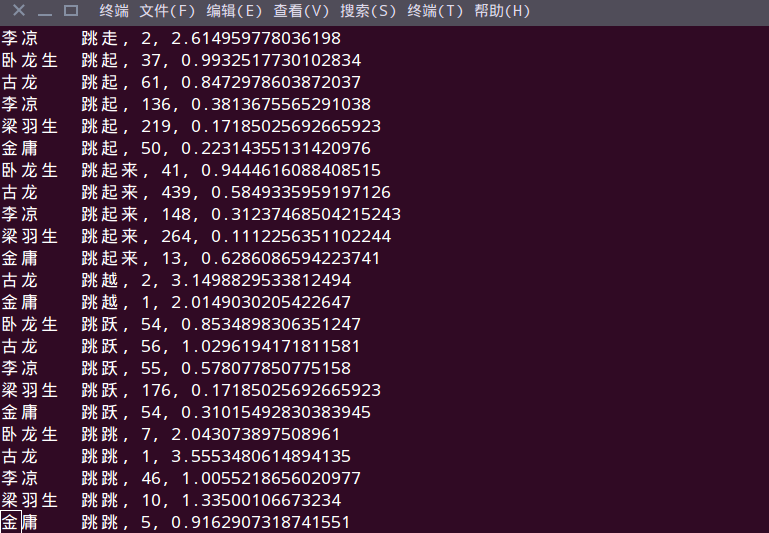 终端 文件(F) 编辑(E) 查看(V) 搜索(S) 终端(T) 帮助(H)
李凉 跳走, 2, 2.614959778036198
卧龙生 跳起, 37, 0.9932517730102834
古龙 跳起, 61, 0.8472978603872037
李凉 跳起, 136, 0.3813675565291038
梁羽生 跳起, 219, 0.17185025692665923
金庸 跳起, 50, 0.22314355131420976
卧龙生 跳起来, 41, 0.9444616088408515
古龙 跳起来, 439, 0.5849335959197126
李凉 跳起来, 148, 0.31237468504215243
梁羽生 跳起来, 264, 0.1112256351102244
金庸 跳起来, 13, 0.6286086594223741
古龙 跳越, 2, 3.1498829533812494
金庸 跳越, 1, 2.0149030205422647
卧龙生 跳跃, 54, 0.8534898306351247
古龙 跳跃, 56, 1.0296194171811581
李凉 跳跃, 55, 0.578077850775158
梁羽生 跳跃, 176, 0.17185025692665923
金庸 跳跃, 54, 0.31015492830383945
卧龙生 跳跳, 7, 2.043073897508961
古龙 跳跳, 1, 3.5553480614894135
李凉 跳跳, 46, 1.0055218656020977
梁羽生 跳跳, 10, 1.33500106673234
金庸 跳跳, 5, 0.9162907318741551